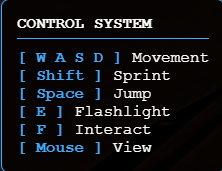 CONTROL SYSTEM
[ W A S D ] Movement
[ Shift ] Sprint
[ Space ] Jump
[ E ] Flashlight
[ F ] Interact
[ Mouse ] View